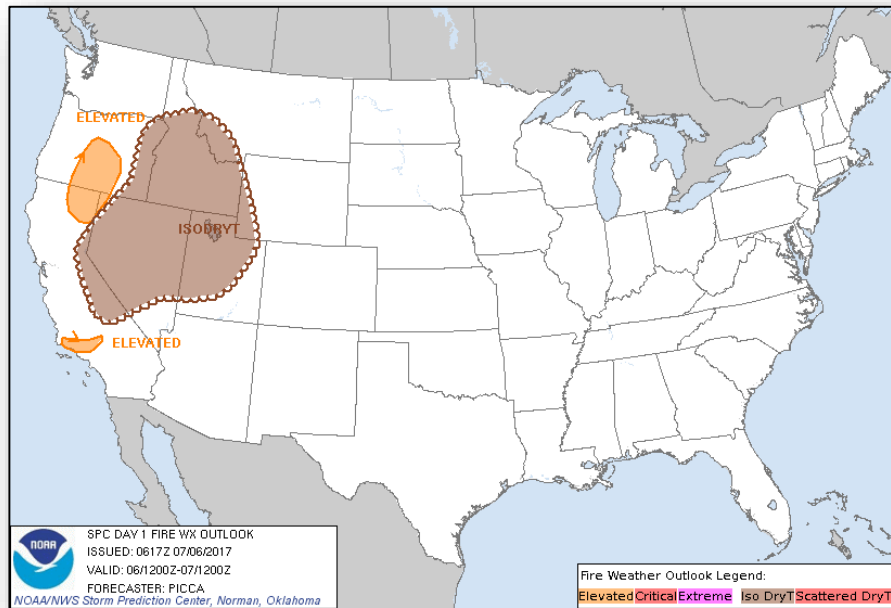 ELEVATED
ISODRYT
ELEVATED
SPC DAY 1 FIRE WX OUTLOOK
ISSUED: 0617Z 07/06/2017
VALID: 06/1200Z-07/1200Z
FORECASTER: PICCA
NOAA/NWS Storm Prediction Center, Norman, Oklahoma
NOAA
Fire Weather Outlook Legend:
Elevated Critical Extreme Iso DryT Scattered DryT